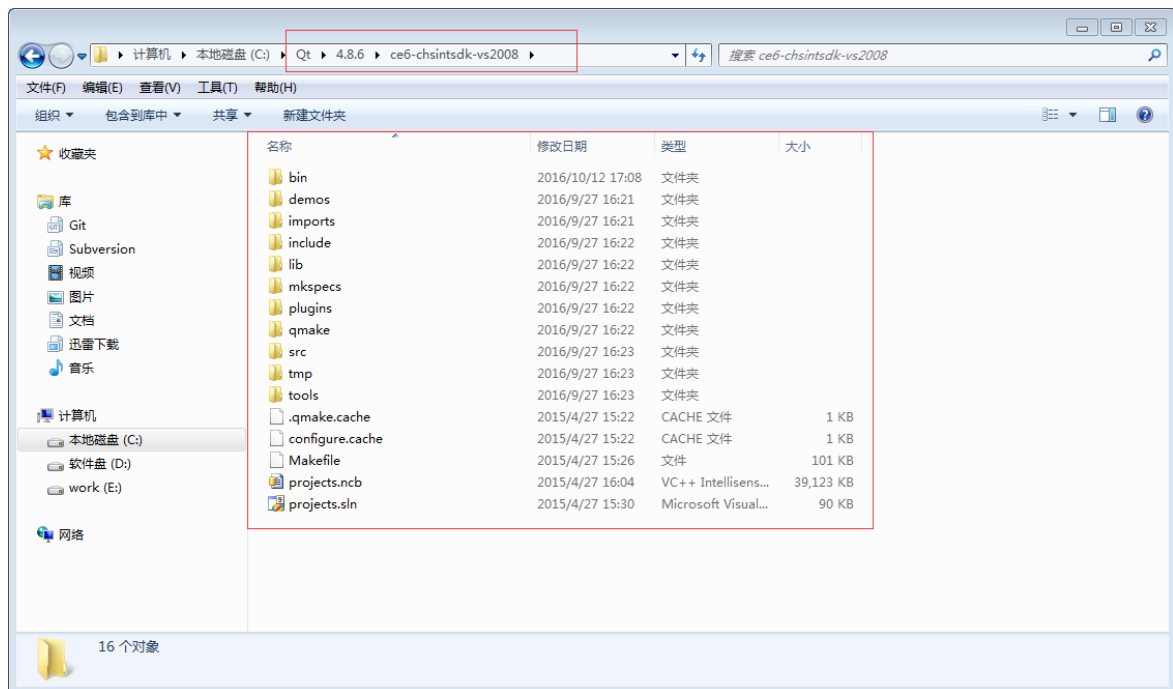 计算机 本地磁盘 (C:) Qt 4.8.6 ce6-chsintsdk-vs2008 搜索 ce6-chsintsdk-vs2008
文件(F) 编辑(E) 查看(V) 工具(T) 帮助(H)
组织 包含到库中 共享 新建文件夹
收藏夹
库
Git
Subversion
视频
图片
文档
迅雷下载
音乐
计算机
本地磁盘 (C:)
软件盘 (D:)
work (E:)
网络
名称 修改日期 类型 大小
bin 2016/10/12 17:08 文件夹
demos 2016/9/27 16:21 文件夹
imports 2016/9/27 16:21 文件夹
include 2016/9/27 16:22 文件夹
lib 2016/9/27 16:22 文件夹
mkspecs 2016/9/27 16:22 文件夹
plugins 2016/9/27 16:22 文件夹
qmake 2016/9/27 16:22 文件夹
src 2016/9/27 16:23 文件夹
tmp 2016/9/27 16:23 文件夹
tools 2016/9/27 16:23 文件夹
.qmake.cache 2015/4/27 15:22 CACHE 文件 1 KB
configure.cache 2015/4/27 15:22 CACHE 文件 1 KB
Makefile 2015/4/27 15:26 文件 101 KB
projects.ncb 2015/4/27 16:04 VC++ Intellisens... 39,123 KB
projects.sln 2015/4/27 15:30 Microsoft Visual... 90 KB
16 个对象